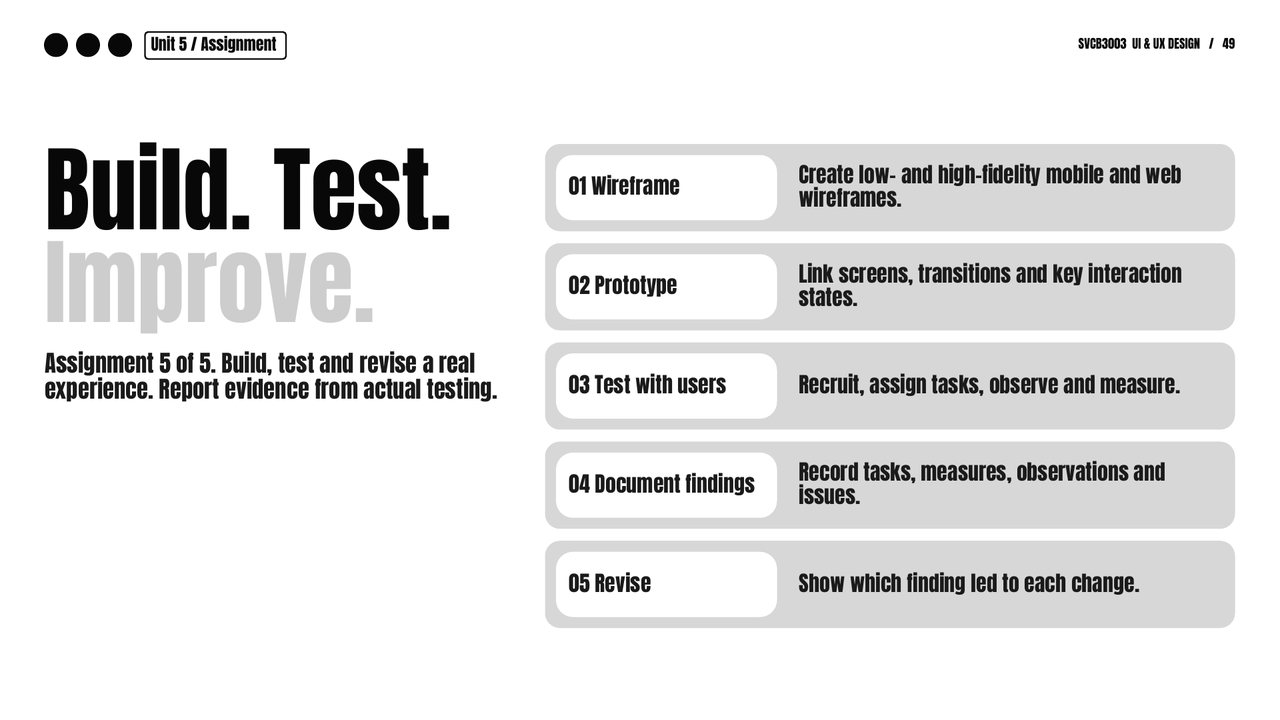 Unit 5 / Assignment
SVCB3003 UI & UX DESIGN / 49
Build. Test.
Improve.
Assignment 5 of 5. Build, test and revise a real
experience. Report evidence from actual testing.
01 Wireframe
Create low- and high-fidelity mobile and web
wireframes.
02 Prototype
Link screens, transitions and key interaction
states.
03 Test with users
Recruit, assign tasks, observe and measure.
04 Document findings
Record tasks, measures, observations and
issues.
05 Revise
Show which finding led to each change.